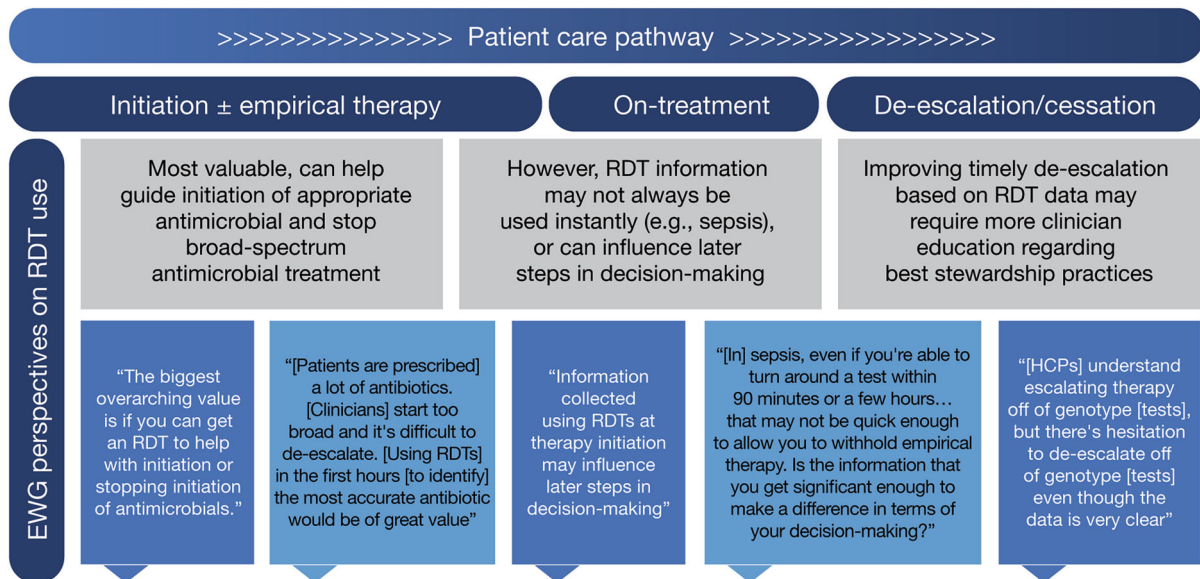 >>>>>>>>>>>>>>> Patient care pathway >>>>>>>>>>>>>>>>>
Initiation ± empirical therapy
On-treatment
De-escalation/cessation
EWG perspectives on RDT use
Most valuable, can help
guide initiation of appropriate
antimicrobial and stop
broad-spectrum
antimicrobial treatment
However, RDT information
may not always be
used instantly (e.g., sepsis),
or can influence later
steps in decision-making
Improving timely de-escalation
based on RDT data may
require more clinician
education regarding
best stewardship practices
“The biggest
overarching value
is if you can get
an RDT to help
with initiation or
stopping initiation
of antimicrobials.”
“[Patients are prescribed]
a lot of antibiotics.
[Clinicians] start too
broad and it's difficult to
de-escalate. [Using RDTs]
in the first hours [to identify]
the most accurate antibiotic
would be of great value”
“Information
collected
using RDTs at
therapy initiation
may influence
later steps in
decision-making”
“[In] sepsis, even if you're able to
turn around a test within
90 minutes or a few hours…
that may not be quick enough
to allow you to withhold empirical
therapy. Is the information that
you get significant enough to
make a difference in terms of
your decision-making?”
“[HCPs] understand
escalating therapy
off of genotype [tests],
but there's hesitation
to de-escalate off
of genotype [tests]
even though the
data is very clear”